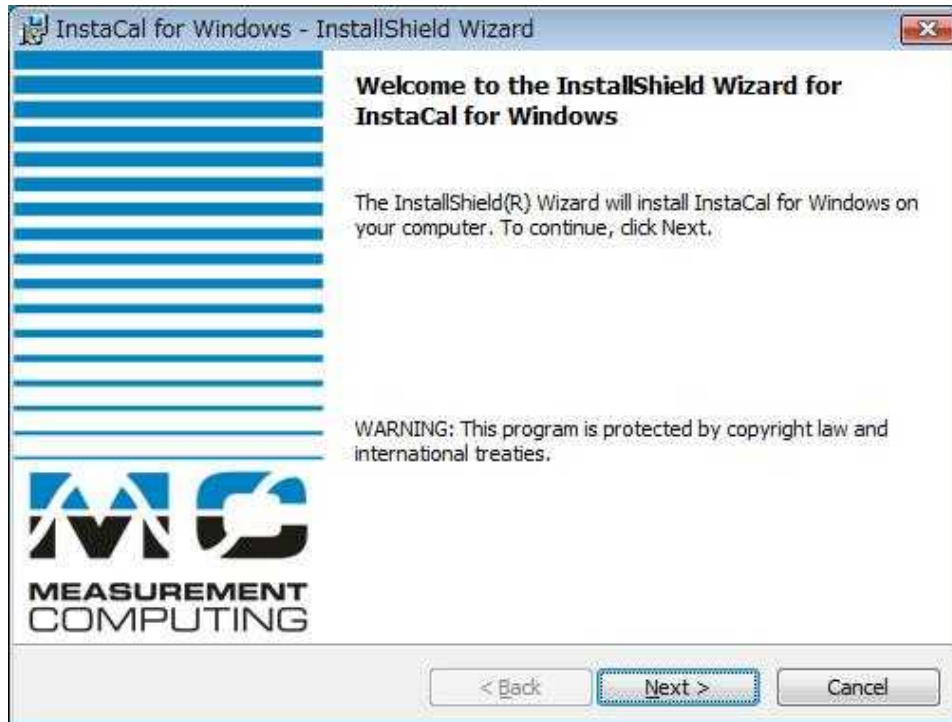 InstaCal for Windows - InstallShield Wizard
Welcome to the InstallShield Wizard for
InstaCal for Windows
The InstallShield(R) Wizard will install InstaCal for Windows on
your computer. To continue, click Next.
WARNING: This program is protected by copyright law and
international treaties.
MC
MEASUREMENT
COMPUTING
< Back
Next >
Cancel